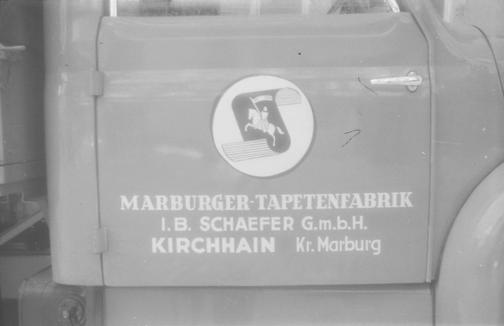 MARBURGER-TAPETENFABRIK
I.B. SCHAEFER G.m.b.H.
KIRCHHAIN Kr. Marburg